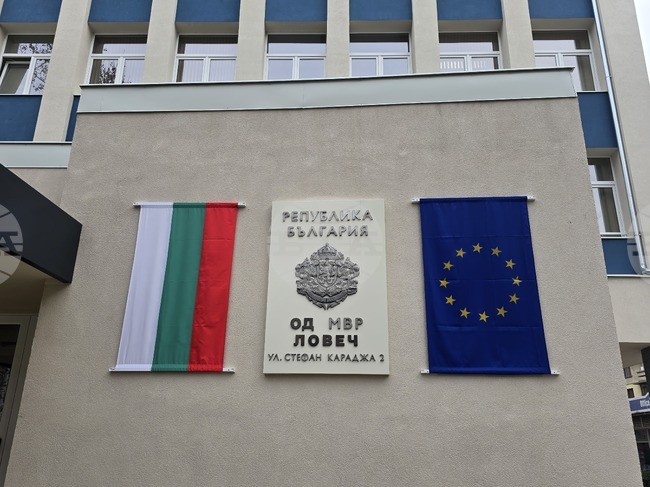 РЕПУБЛИКА
БЪЛГАРИЯ
ОД МВР
ЛОВЕЧ
УЛ. СТЕФАН КАРАДЖА 2